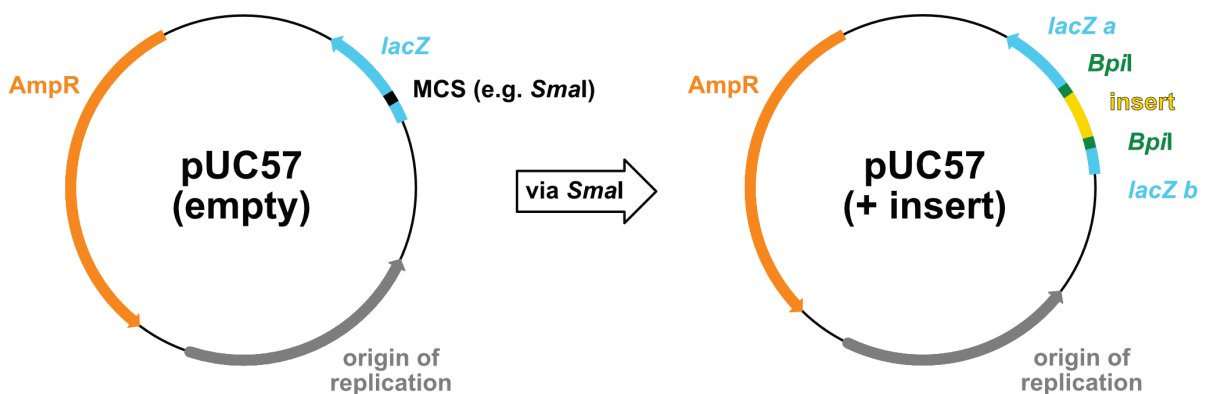 lacZ
AmpR
MCS (e.g. SmaI)
pUC57
(empty)
origin of
replication
via SmaI
lacZ a
BpiI
AmpR
insert
BpiI
pUC57
(+ insert)
lacZ b
origin of
replication